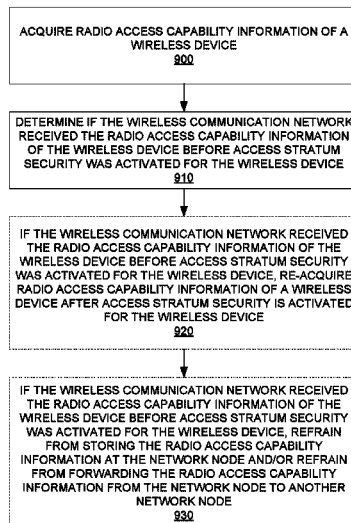 ACQUIRE RADIO ACCESS CAPABILITY INFORMATION OF A
WIRELESS DEVICE
900
DETERMINE IF THE WIRELESS COMMUNICATION NETWORK
RECEIVED THE RADIO ACCESS CAPABILITY INFORMATION
OF THE WIRELESS DEVICE BEFORE ACCESS STRATUM
SECURITY WAS ACTIVATED FOR THE WIRELESS DEVICE
910
IF THE WIRELESS COMMUNICATION NETWORK RECEIVED
THE RADIO ACCESS CAPABILITY INFORMATION OF THE
WIRELESS DEVICE BEFORE ACCESS STRATUM SECURITY
WAS ACTIVATED FOR THE WIRELESS DEVICE, RE-ACQUIRE
RADIO ACCESS CAPABILITY INFORMATION OF A WIRELESS
DEVICE AFTER ACCESS STRATUM SECURITY IS ACTIVATED
FOR THE WIRELESS DEVICE
920
IF THE WIRELESS COMMUNICATION NETWORK RECEIVED
THE RADIO ACCESS CAPABILITY INFORMATION OF THE
WIRELESS DEVICE BEFORE ACCESS STRATUM SECURITY
WAS ACTIVATED FOR THE WIRELESS DEVICE, REFRAIN
FROM STORING THE RADIO ACCESS CAPABILITY
INFORMATION AT THE NETWORK NODE AND/OR REFRAIN
FROM FORWARDING THE RADIO ACCESS CAPABILITY
INFORMATION FROM THE NETWORK NODE TO ANOTHER
NETWORK NODE
930